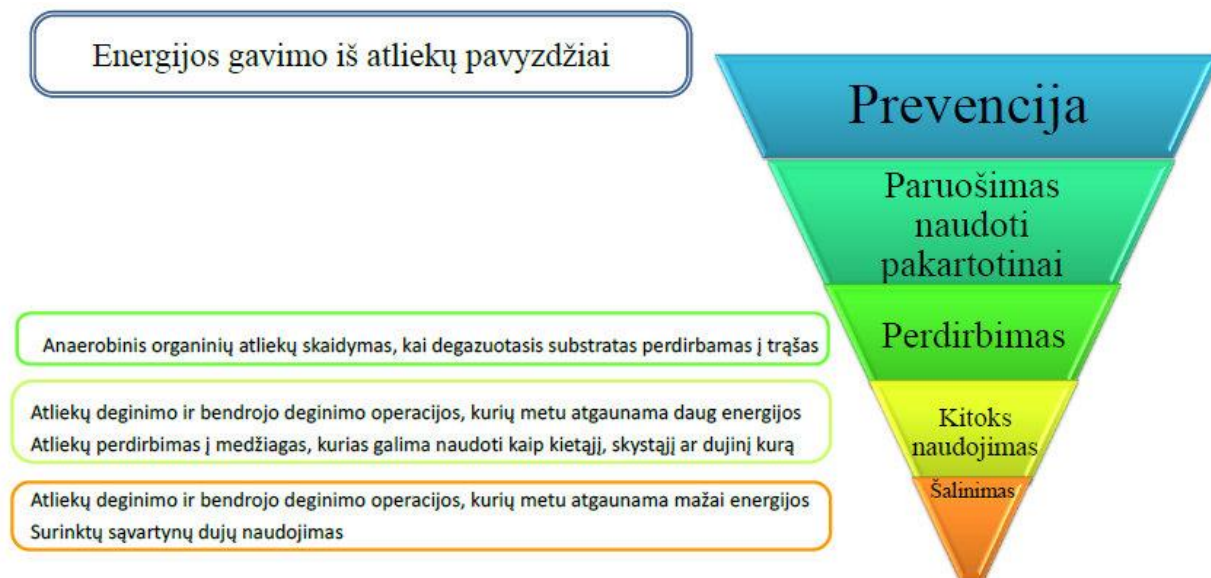 Energijos gavimo iš atliekų pavyzdžiai
Prevencija
Paruošimas
naudoti
pakartotinai
Anaerobinis organinių atliekų skaidymas, kai degazuotasis substratas perdirbamas į trąšas
Perdirbimas
Atliekų deginimo ir bendrojo deginimo operacijos, kurių metu atgaunama daug energijos
Atliekų perdirbimas į medžiagas, kurias galima naudoti kaip kietąjį, skystąjį ar dujinį kurą
Kitoks
naudojimas
Atliekų deginimo ir bendrojo deginimo operacijos, kurių metu atgaunama mažai energijos
Surinktų sąvartynų dujų naudojimas
Šalinimas